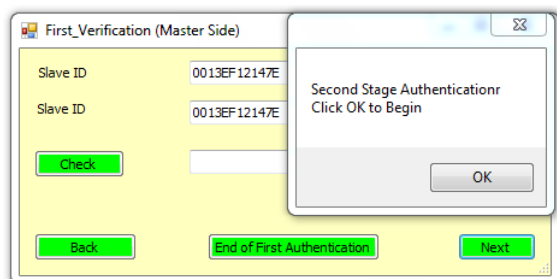 First_Verification (Master Side)
Slave ID
0013EF12147E
Slave ID
0013EF12147E
Check
Back
End of First Authentication
Next
Second Stage Authenticationr
Click OK to Begin
OK